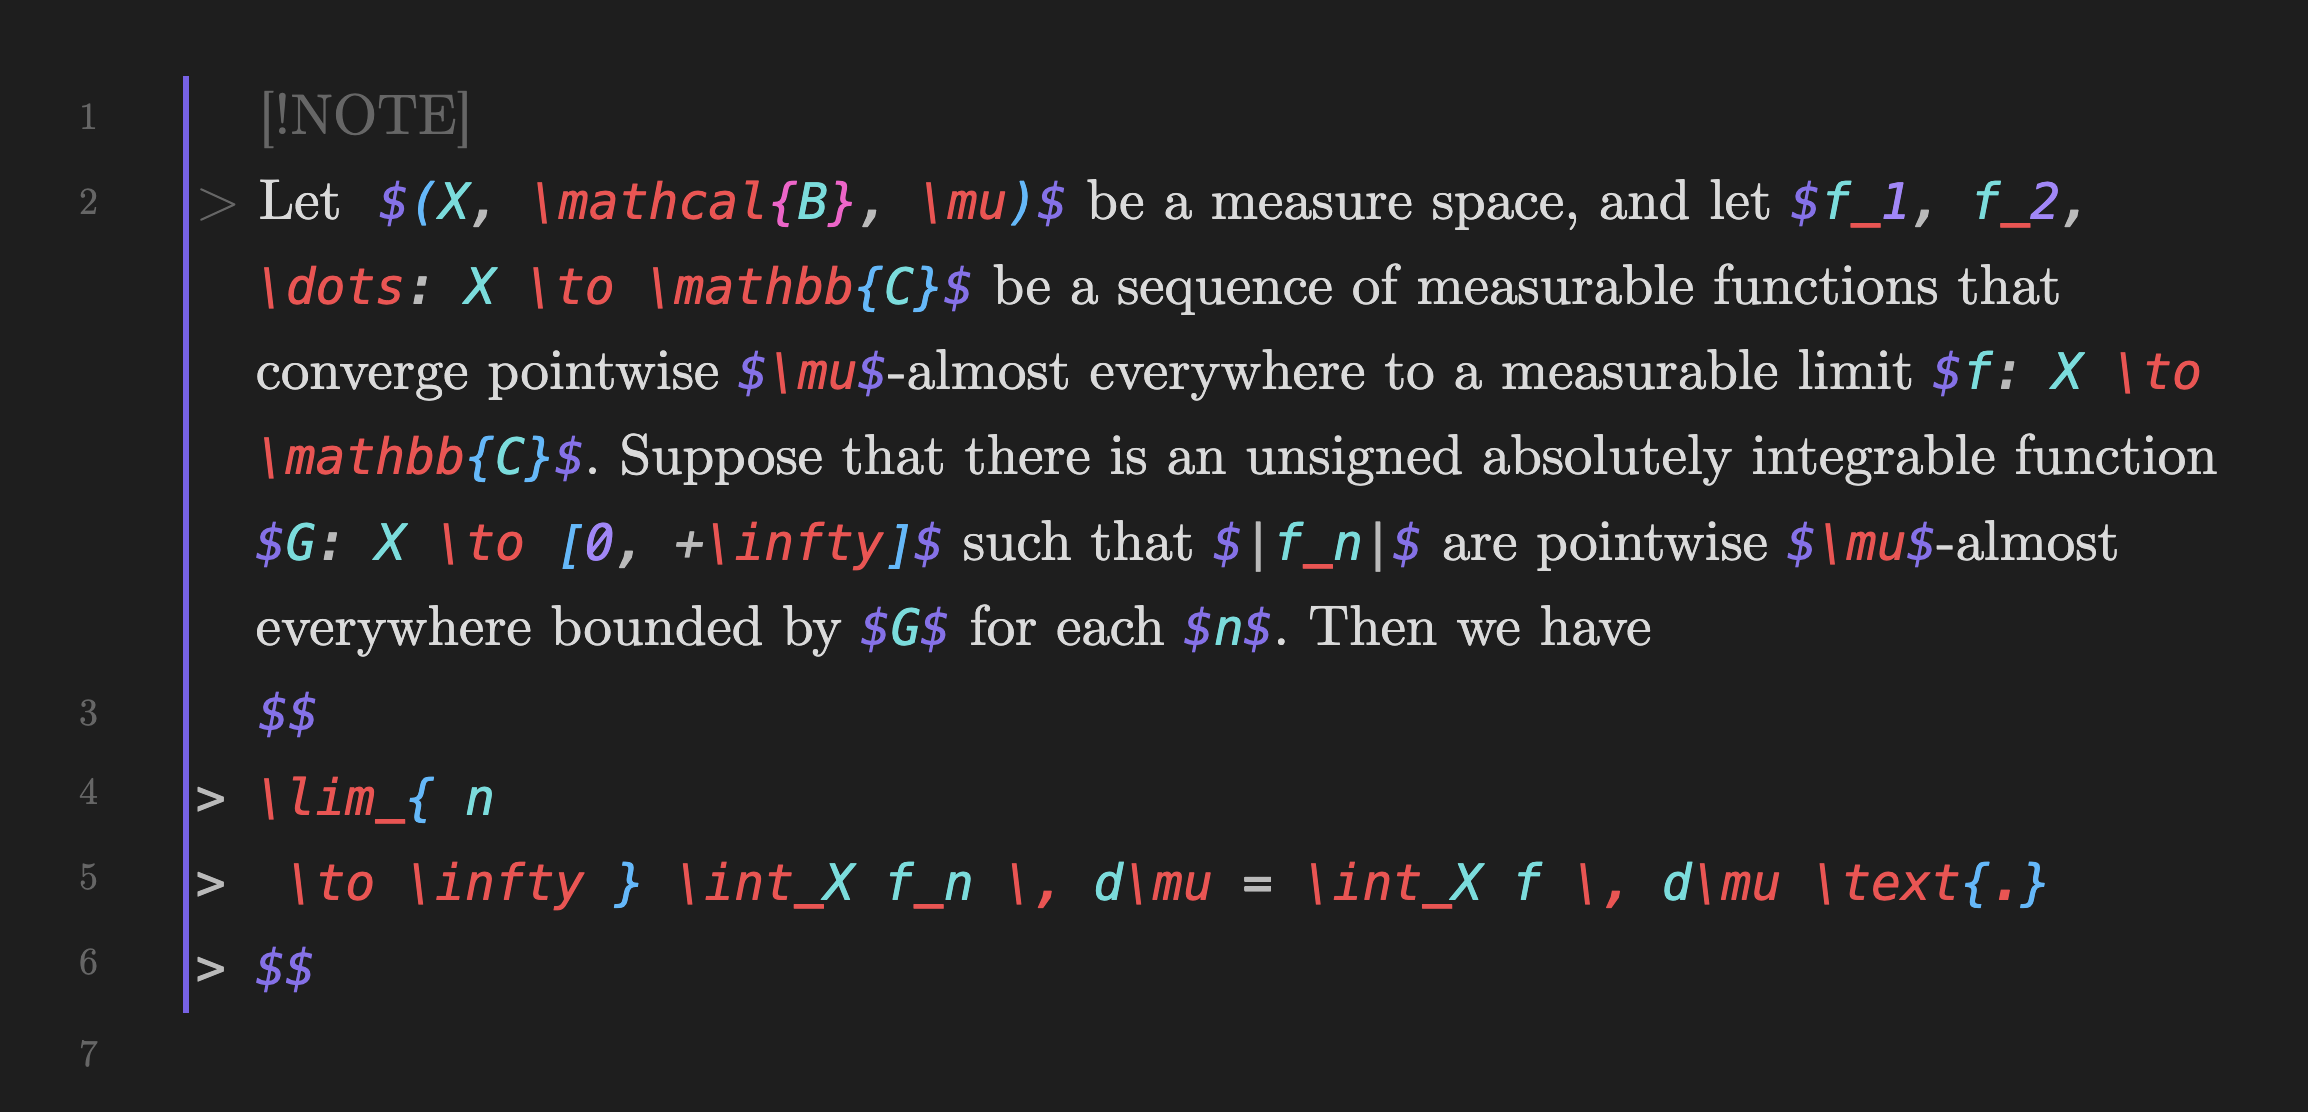 1 [!NOTE]
2 > Let $(X, \mathcal{B}, \mu)$ be a measure space, and let $f_1, f_2,
\dots: X \to \mathbb{C}$ be a sequence of measurable functions that
converge pointwise $\mu$-almost everywhere to a measurable limit $f: X \to
\mathbb{C}$. Suppose that there is an unsigned absolutely integrable function
$G: X \to [0, +\infty]$ such that $|f_n|$ are pointwise $\mu$-almost
everywhere bounded by $G$ for each $n$. Then we have
3 $$
4 > \lim_{ n
5 > \to \infty } \int_X f_n \, d\mu = \int_X f \, d\mu \text{.}
6 > $$
7